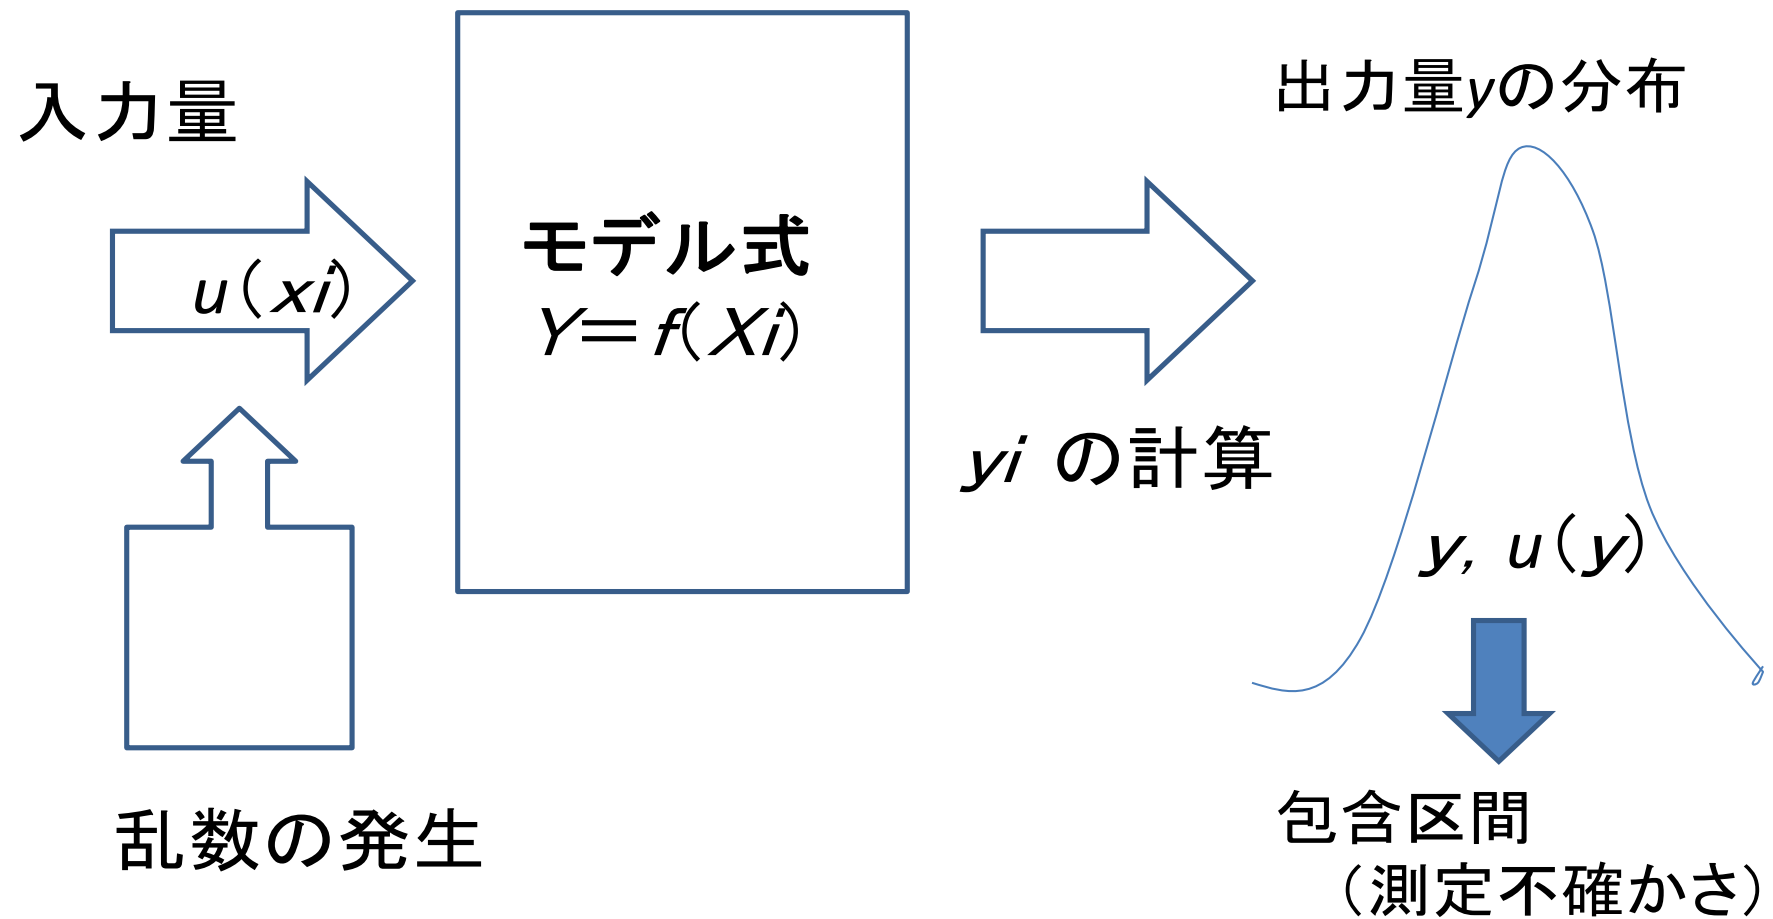 入力量
u(xi)
乱数の発生
モデル式
Y=f(Xi)
yi の計算
出力量yの分布
y, u(y)
包含区間
(測定不確かさ)